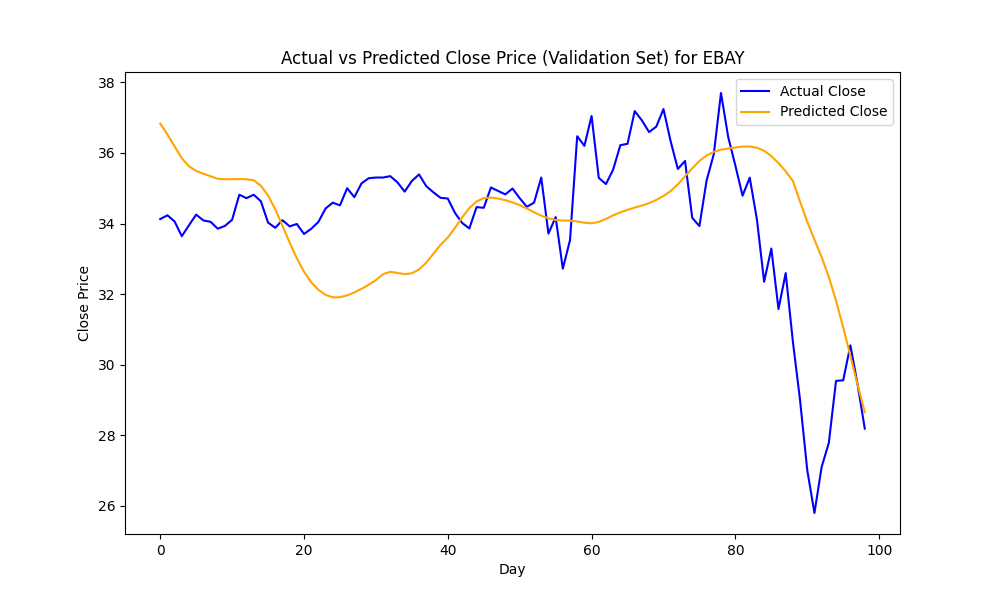 Actual vs Predicted Close Price (Validation Set) for EBAY
Actual Close
Predicted Close
Close Price
38
36
34
32
30
28
26
0 20 40 60 80 100
Day